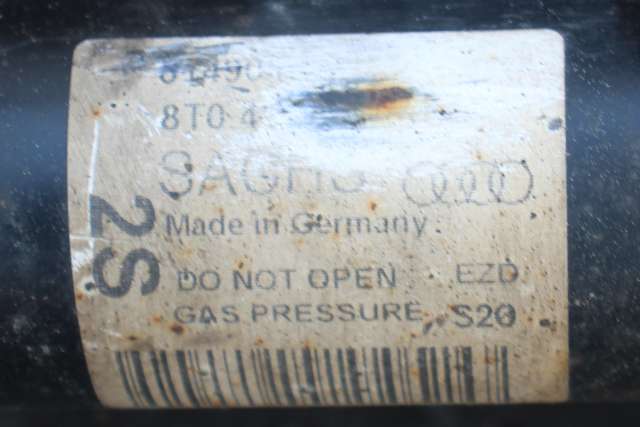 8T0 4
SACHS
Made in Germany
2S
DO NOT OPEN EZD
GAS PRESSURE S20